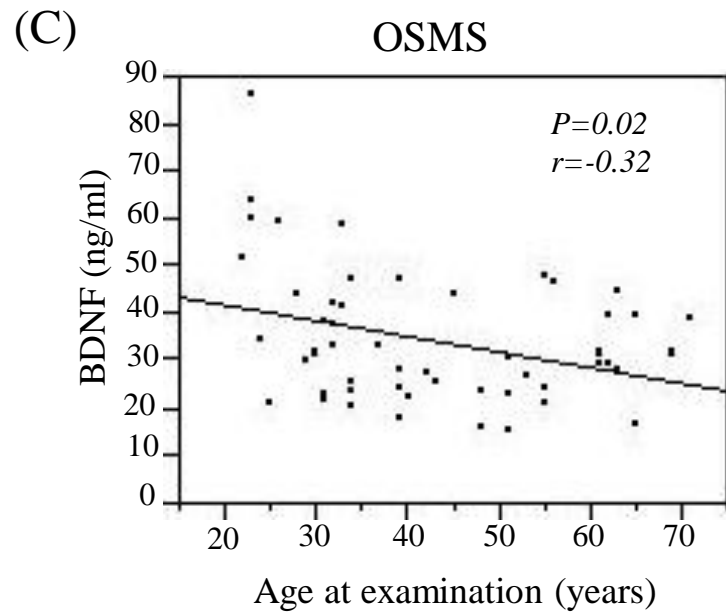 (C)
OSMS
P=0.02
r=-0.32
BDNF (ng/ml)
90
80
70
60
50
40
30
20
10
0
20 30 40 50 60 70
Age at examination (years)